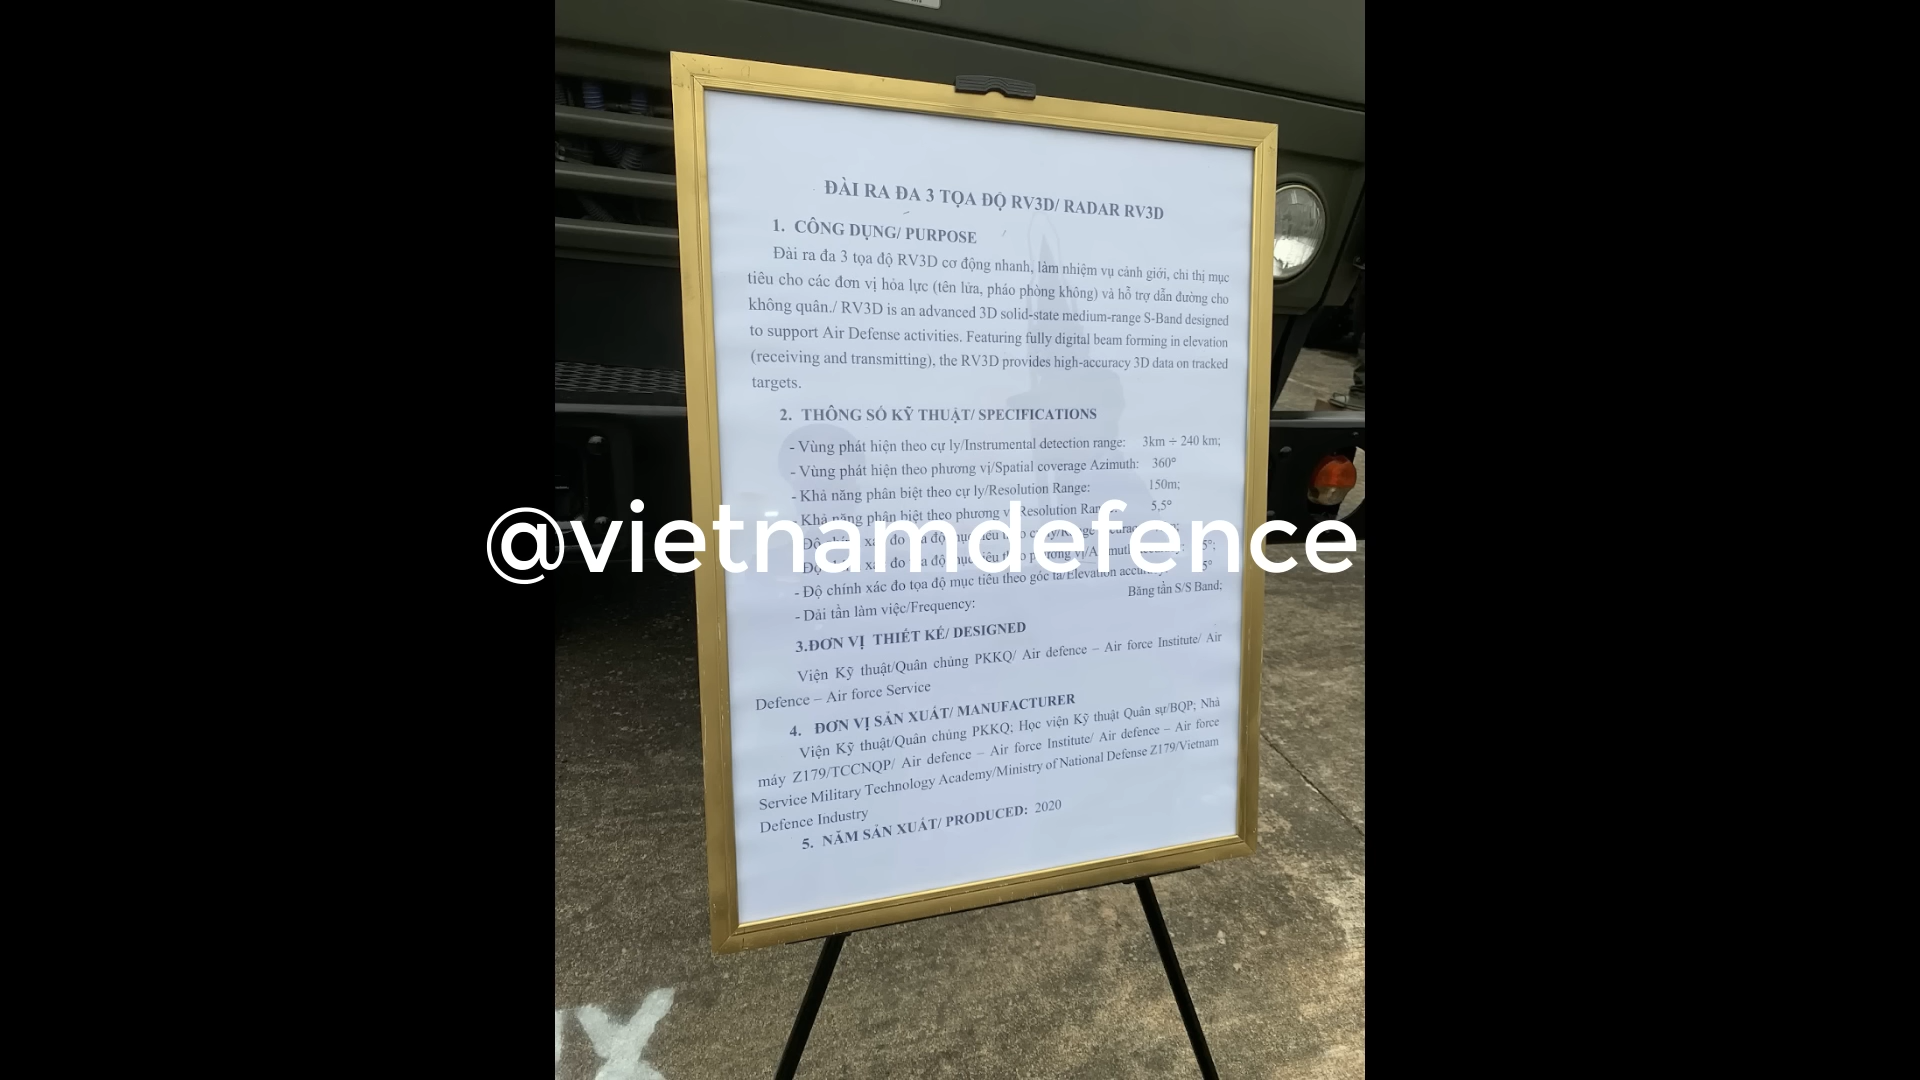 ĐÀI RA ĐA 3 TỌA ĐỘ RV3D/ RADAR RV3D
1. CÔNG DỤNG/ PURPOSE
Đài ra đa 3 tọa độ RV3D cơ động nhanh, làm nhiệm vụ cảnh giới, chỉ thị mục
tiêu cho các đơn vị hỏa lực (tên lửa, pháo phòng không) và hỗ trợ dẫn đường cho
không quân./ RV3D is an advanced 3D solid-state medium-range S-Band designed
to support Air Defense activities. Featuring fully digital beam forming in elevation
(receiving and transmitting), the RV3D provides high-accuracy 3D data on tracked
targets.
2. THÔNG SỐ KỸ THUẬT/ SPECIFICATIONS
- Vùng phát hiện theo cự ly/Instrumental detection range: 3km ÷ 240 km;
- Vùng phát hiện theo phương vị/Spatial coverage Azimuth: 360°
- Khả năng phân biệt theo cự ly/Resolution Range: 150m;
- Khả năng phân biệt theo phương Resolution 5,5°
@vietnamdefence
- Độ chính xác đo tọa độ mục tiêu theo góc tà/Elevation
- Dải tần làm việc/Frequency: Băng tần S/S Band;
3.ĐƠN VỊ THIẾT KẾ/ DESIGNED
Viện Kỹ thuật/Quân chủng PKKQ/ Air defence – Air force Institute/ Air
Defence – Air force Service
4. ĐƠN VỊ SẢN XUẤT/ MANUFACTURER
Viện Kỹ thuật/Quân chủng PKKQ; Học viện Kỹ thuật Quân sự/BQP; Nhà
máy Z179/TCCNQP/ Air defence – Air force Institute/ Air defence – Air force
Service Military Technology Academy/Ministry of National Defense Z179/Vietnam
Defence Industry
5. NĂM SẢN XUẤT/ PRODUCED: 2020